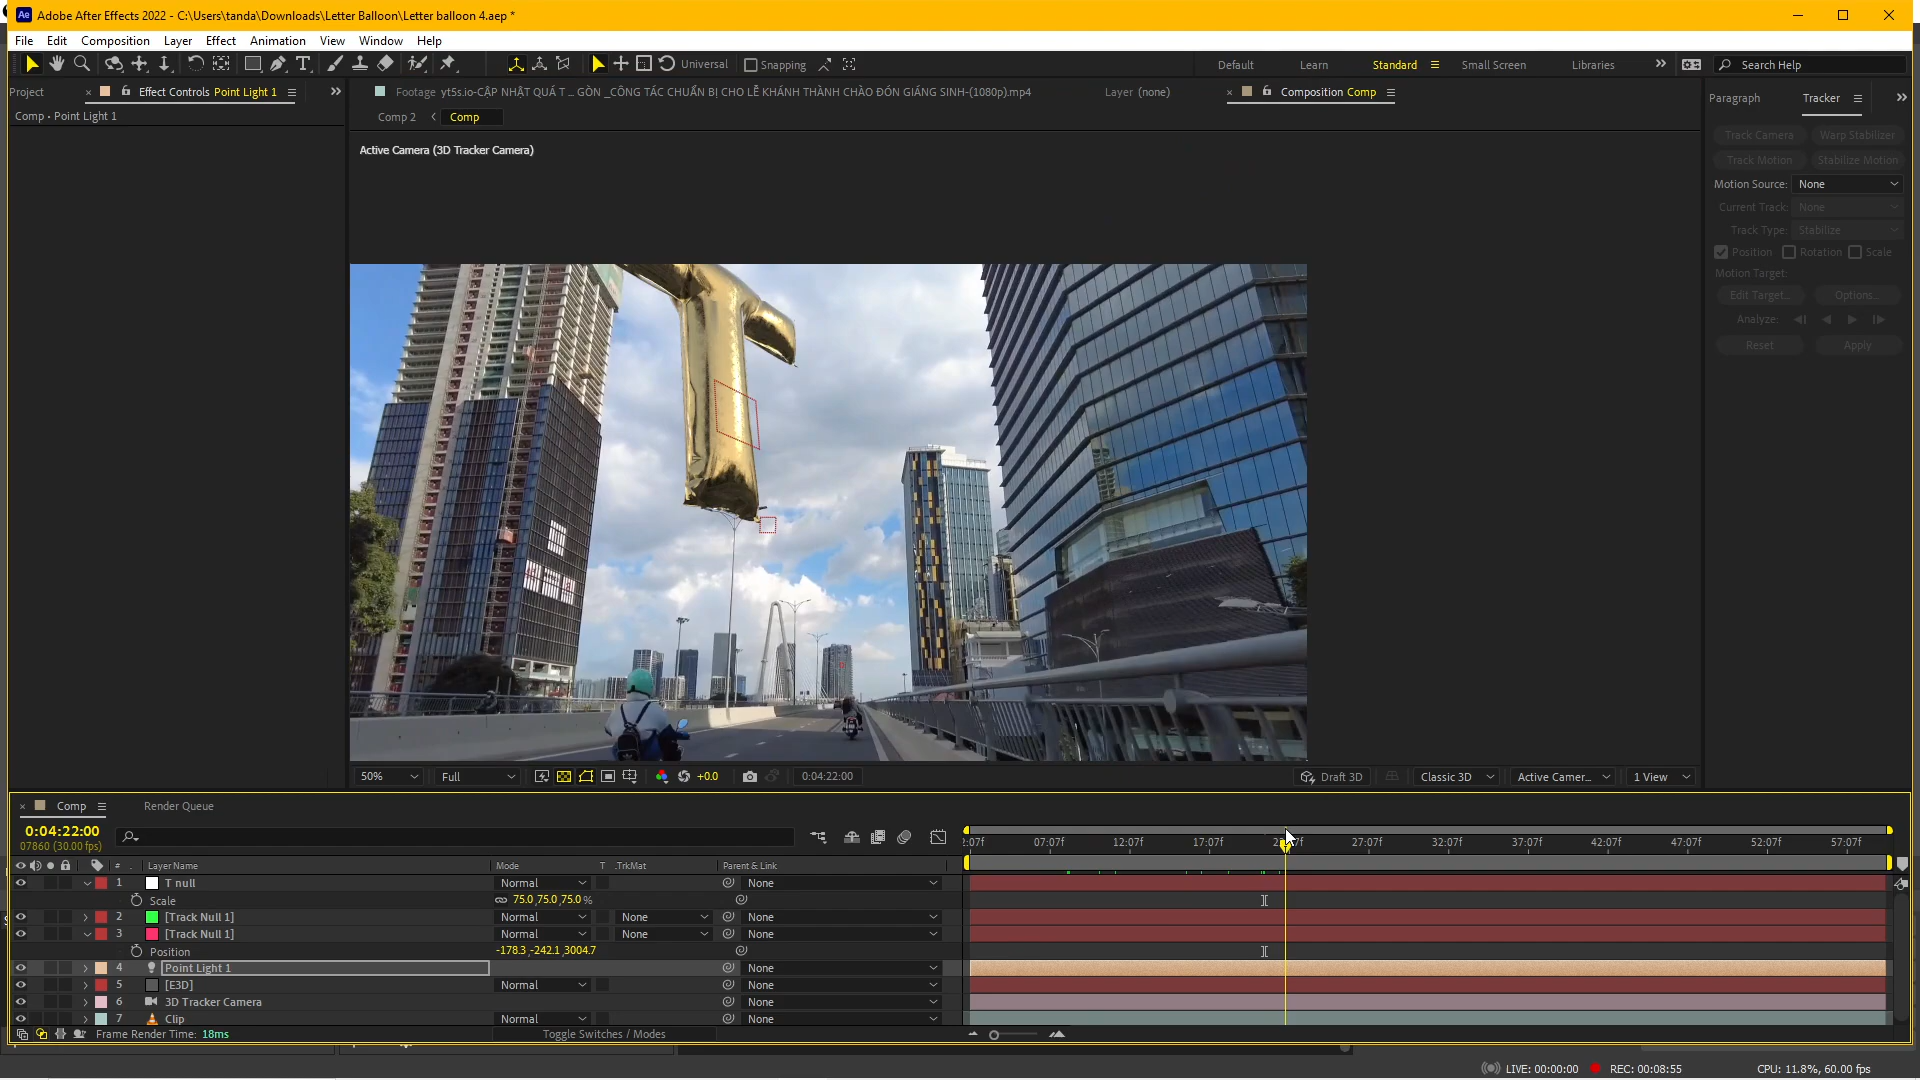 Ae Adobe After Effects 2022 - C:\Users\tanda\Downloads\Letter Balloon\Letter balloon 4.aep *
File Edit Composition Layer Effect Animation View Window Help
Universal Snapping Default Learn Standard Small Screen Libraries Search Help
Project Effect Controls Point Light 1
Comp • Point Light 1
Footage yt5s.io-CẬP NHẬT QUÁ T ... GÒN _CÔNG TÁC CHUẨN BỊ CHO LỄ KHÁNH THÀNH CHÀO ĐÓN GIÁNG SINH-(1080p).mp4 Layer (none) Composition Comp
Comp 2 Comp
Active Camera (3D Tracker Camera)
Paragraph Tracker
Track Camera Warp Stabilizer
Track Motion Stabilize Motion
Motion Source: None
Current Track: None
Track Type: Stabilize
Position Rotation Scale
Motion Target:
Edit Target... Options...
Analyze:
Reset Apply
50% Full +0.0 0:04:22:00 Draft 3D Classic 3D Active Camer... 1 View
Comp Render Queue
0:04:22:00
07860 (30.00 fps)
2:07f 07:07f 12:07f 17:07f 27:07f 32:07f 37:07f 42:07f 47:07f 52:07f 57:07f
# Layer Name Mode T .TrkMat Parent & Link
1 T null Normal None
Scale 75.0,75.0,75.0%
2 [Track Null 1] Normal None None
3 [Track Null 1] Normal None None
Position -178.3,-242.1,3004.7
4 Point Light 1 None
5 [E3D] Normal None
6 3D Tracker Camera None
7 Clip Normal None
Frame Render Time: 18ms Toggle Switches / Modes
LIVE: 00:00:00 REC: 00:08:55 CPU: 11.8%, 60.00 fps